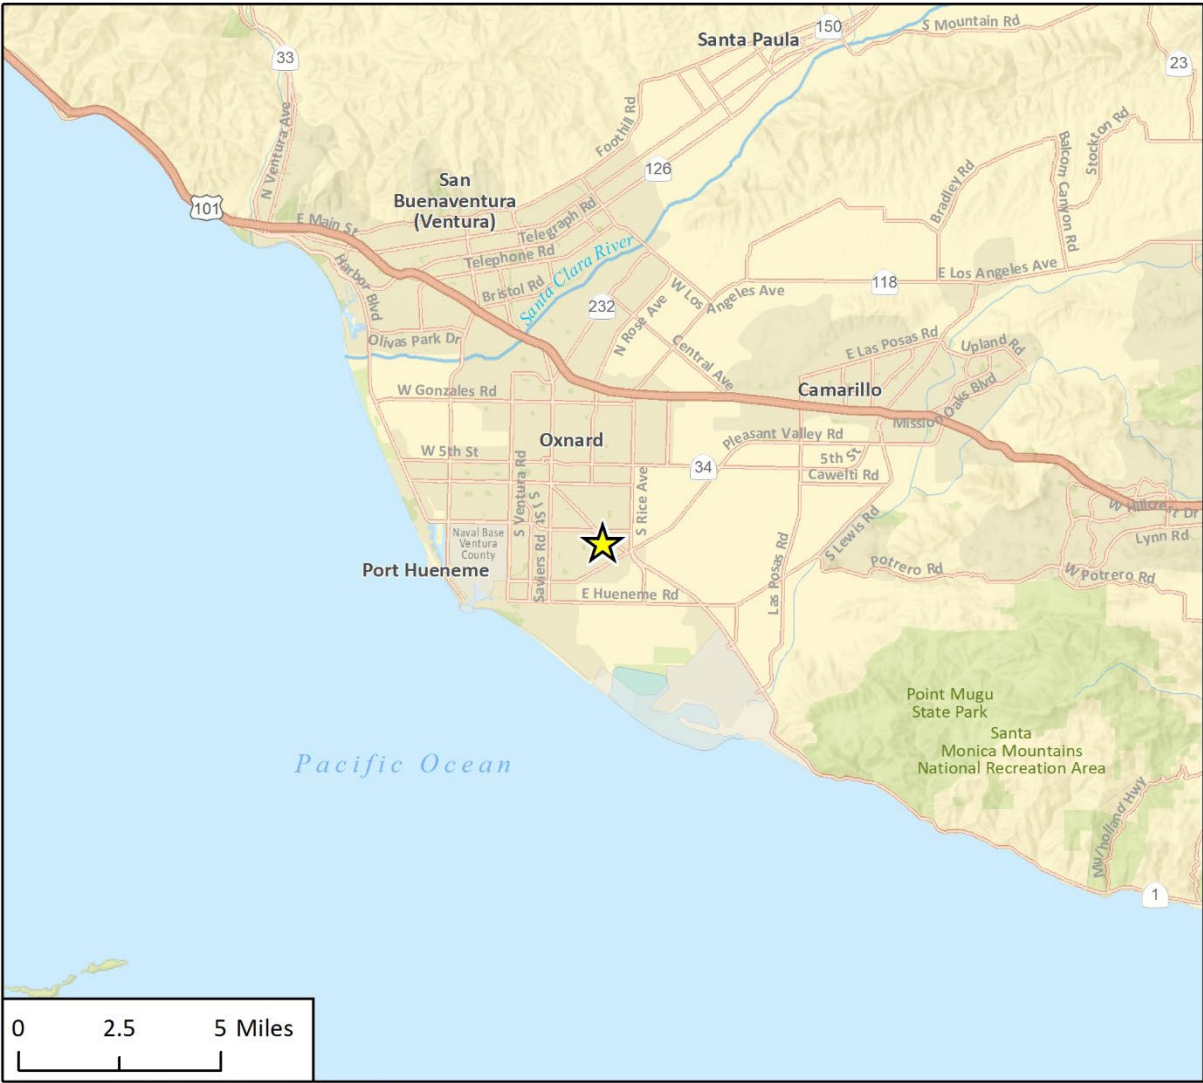 150
S Mountain Rd
Santa Paula
33
23
Foothill Rd
Stockton Rd
N Ventura Ave
Balcom Canyon Rd
126
San
Buenaventura
(Ventura)
Bradley Rd
101
E Main St
Telegraph Rd
Telephone Rd
Santa Clara River
Harbor Blvd
Bristol Rd
W Los Angeles Ave
E Los Angeles Ave
118
232
N Rose Ave
Olivas Park Dr
Central Ave
E Las Posas Rd
Upland Rd
W Gonzales Rd
Camarillo
Mission Oaks Blvd
Oxnard
Pleasant Valley Rd
W 5th St
5th St
34
Cawelti Rd
S Ventura Rd
S J St
S Rice Ave
W Hillcrest Dr
Lynn Rd
Naval Base
Ventura
County
S Lewis Rd
Port Hueneme
Saviers Rd
Las Posas Rd
Potrero Rd
W Potrero Rd
E Hueneme Rd
Point Mugu
State Park
Santa
Monica Mountains
National Recreation Area
Pacific Ocean
Mulholland Hwy
1
0 2.5 5 Miles